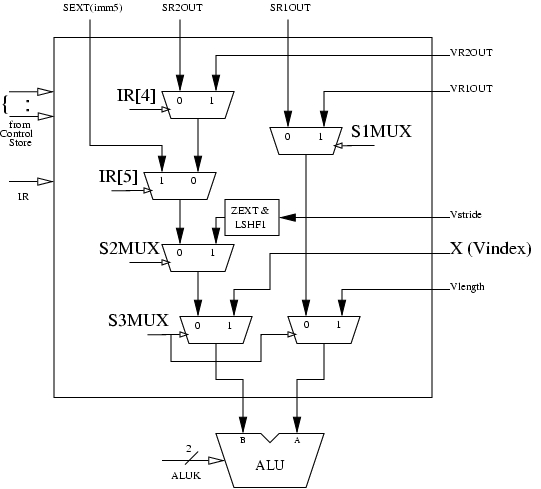 SEXT(imm5) SR2OUT SR1OUT
VR2OUT
IR[4] 0 1
VR1OUT
{ :
from
Control
Store
0 1 S1MUX
IR[5] 1 0
IR
ZEXT &
LSHF1
Vstride
S2MUX 0 1
X (Vindex)
Vlength
S3MUX 0 1 0 1
B A
2
ALUK
ALU